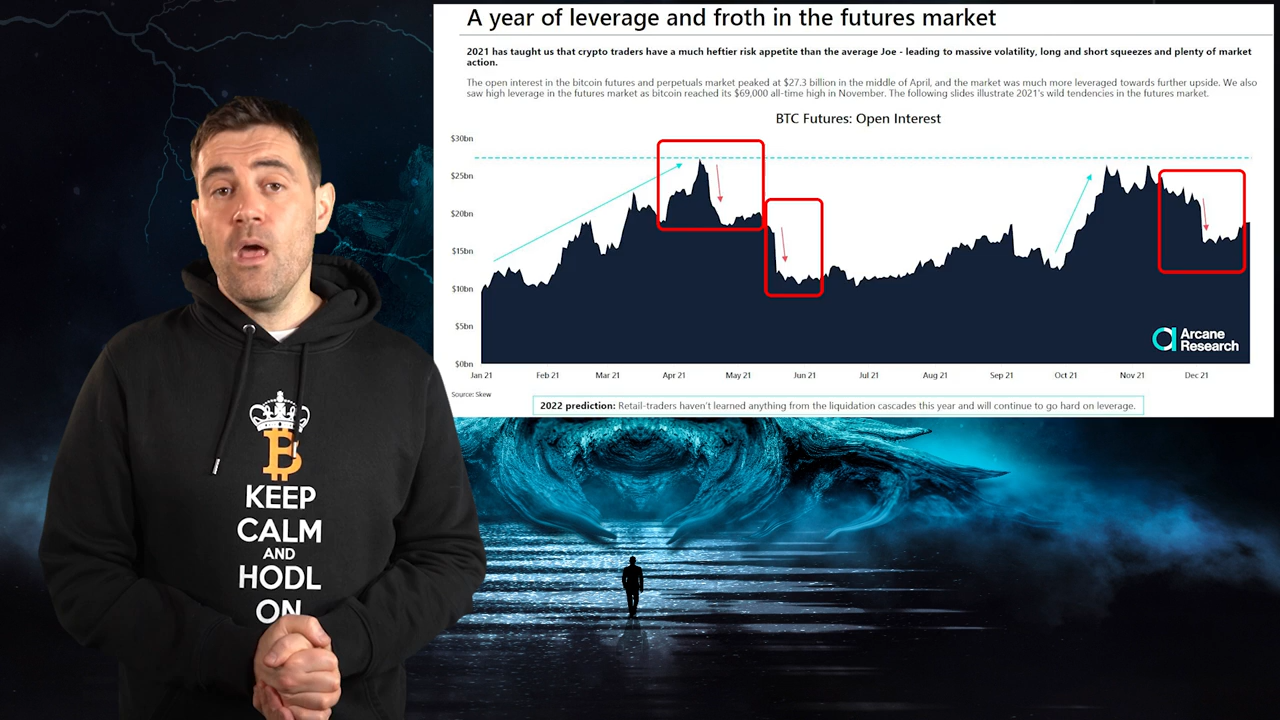 A year of leverage and froth in the futures market
2021 has taught us that crypto traders have a much heftier risk appetite than the average Joe - leading to massive volatility, long and short squeezes and plenty of market
action.
The open interest in the bitcoin futures and perpetuals market peaked at $27.3 billion in the middle of April, and the market was much more leveraged towards further upside. We also
saw high leverage in the futures market as bitcoin reached its $69,000 all-time high in November. The following slides illustrate 2021's wild tendencies in the futures market.
BTC Futures: Open Interest
$30bn
$25bn
$20bn
$15bn
$10bn
$5bn
$0bn
Jan 21 Feb 21 Mar 21 Apr 21 May 21 Jun 21 Jul 21 Aug 21 Sep 21 Oct 21 Nov 21 Dec 21
Arcane
Research
Source: Skew
2022 prediction: Retail-traders haven't learned anything from the liquidation cascades this year and will continue to go hard on leverage.
B
KEEP
CALM
AND
HODL
ON